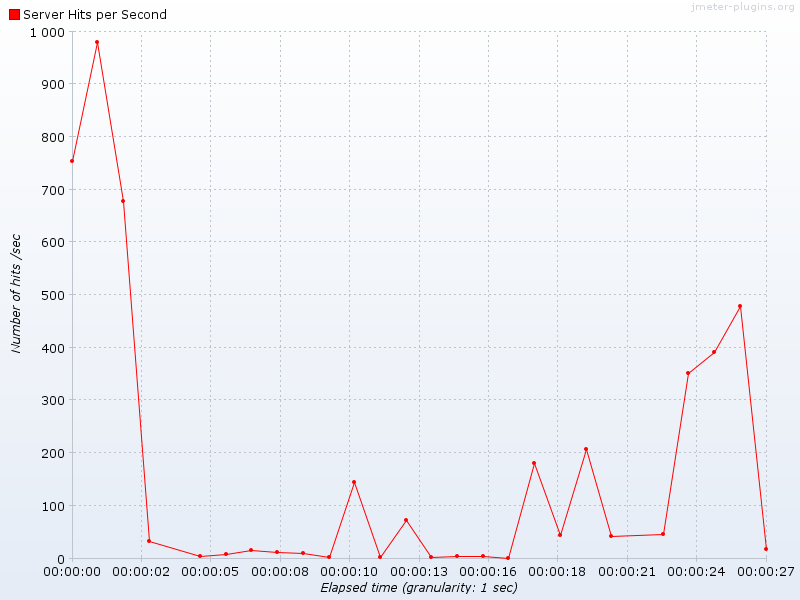 jmeter-plugins.org
Server Hits per Second
1 000
900
800
700
600
500
400
300
200
100
0
Number of hits /sec
00:00:00 00:00:02 00:00:05 00:00:08 00:00:10 00:00:13 00:00:16 00:00:18 00:00:21 00:00:24 00:00:27
Elapsed time (granularity: 1 sec)